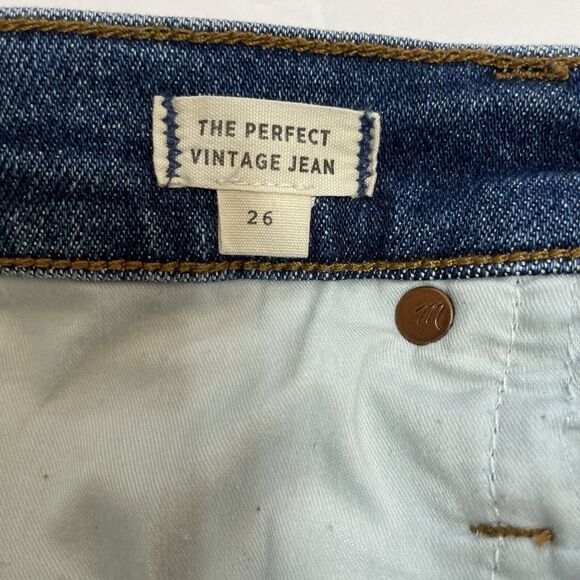 THE PERFECT
VINTAGE JEAN
26
m